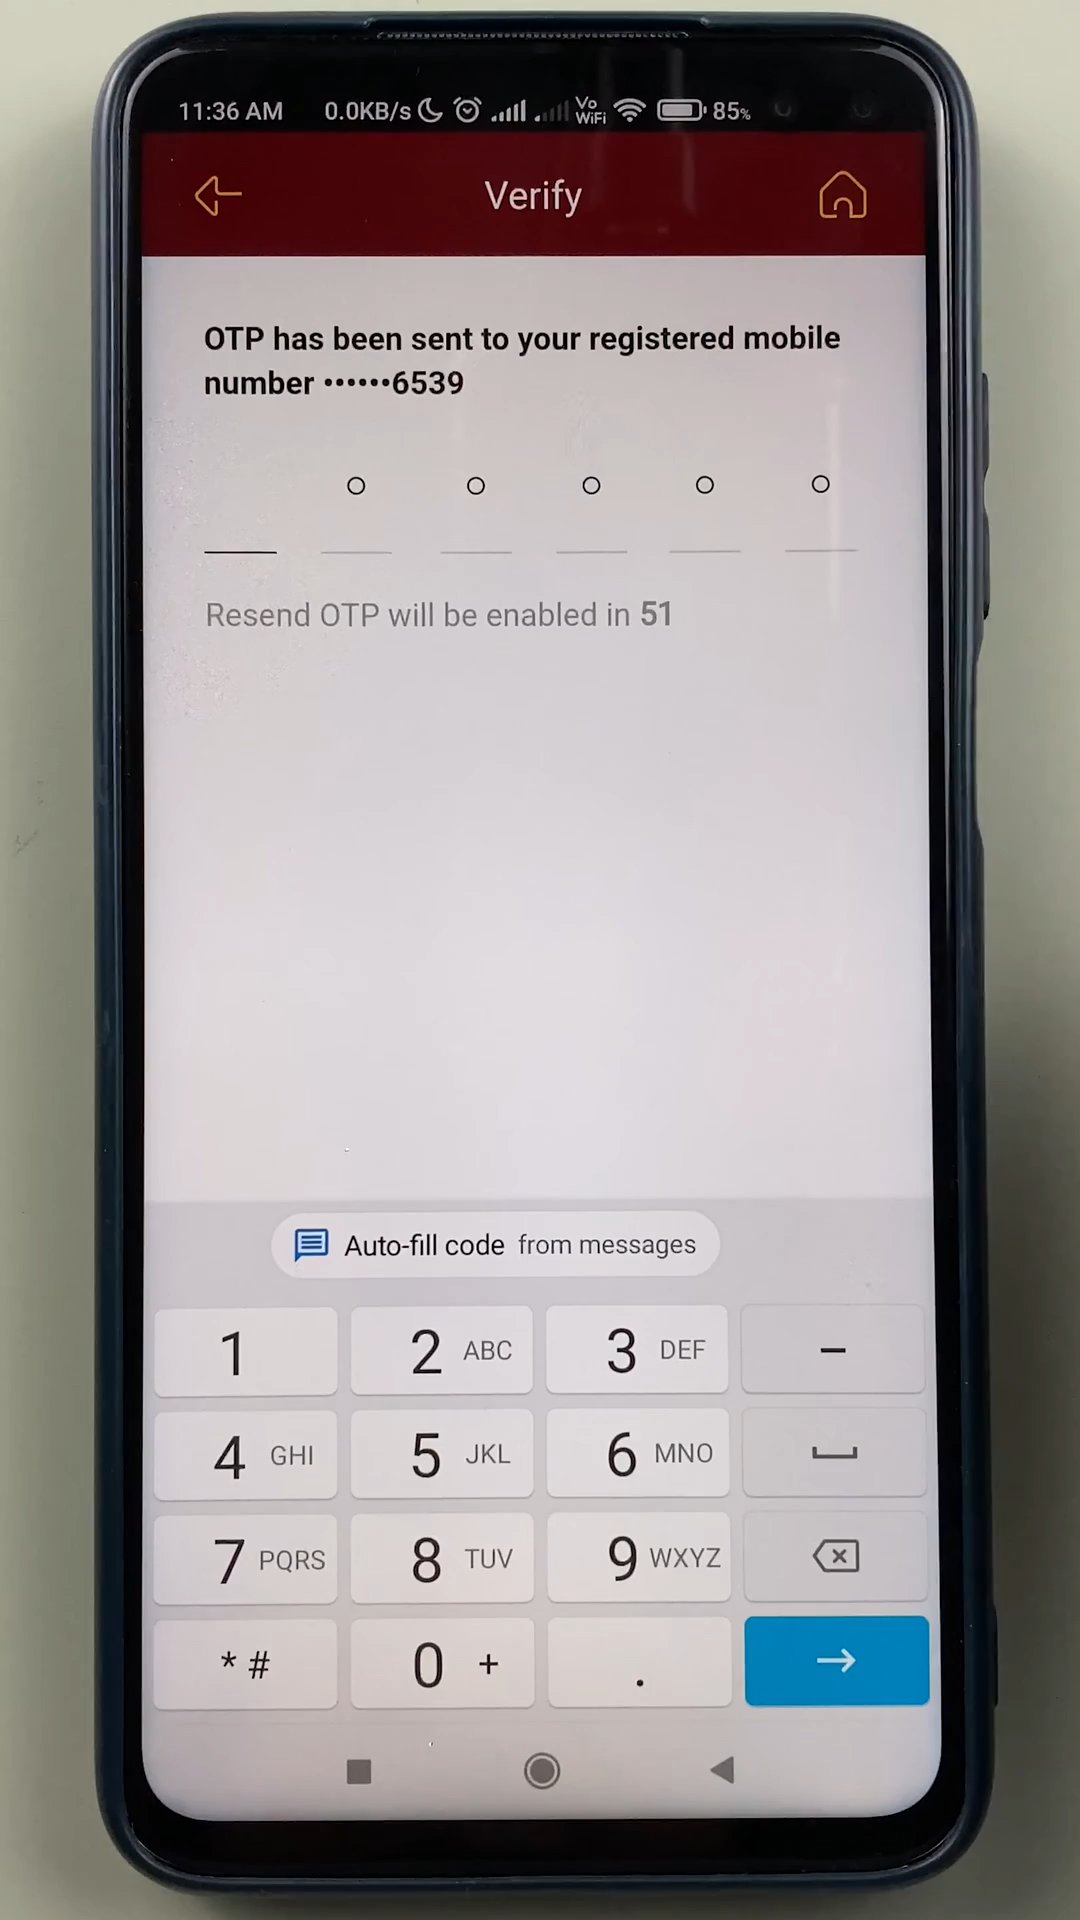 11:36 AM 0.0KB/s Vo WiFi 85%
Verify
OTP has been sent to your registered mobile
number ••••••6539
Resend OTP will be enabled in 51
Auto-fill code from messages
1 2 ABC 3 DEF –
4 GHI 5 JKL 6 MNO
7 PQRS 8 TUV 9 WXYZ
* # 0 + .